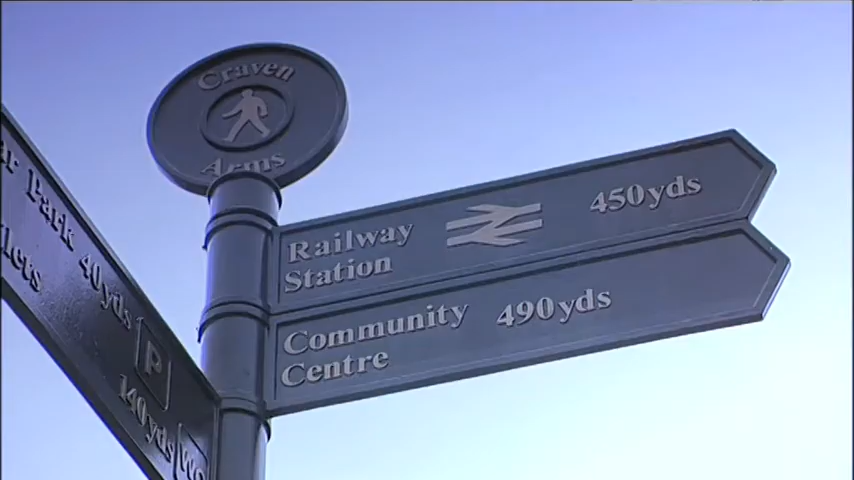 Craven
Arms
Railway
Station
450yds
Community
Centre
490yds
Park 40yds
P
140yds